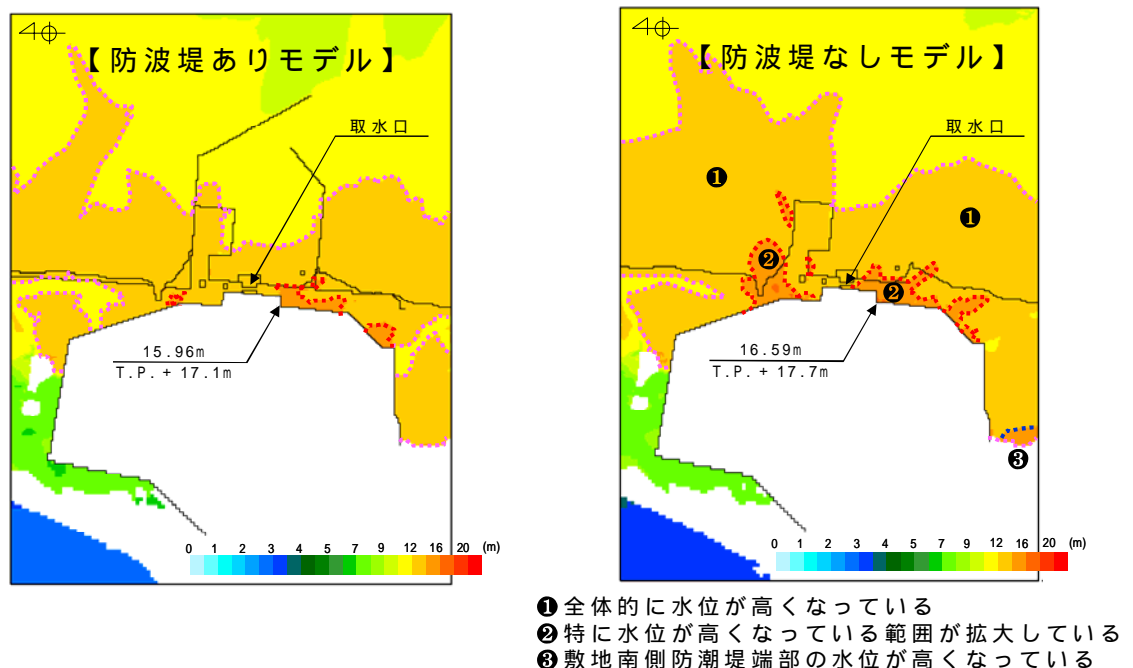 【防波堤ありモデル】
取水口
15.96m
T.P.+17.1m
0 1 2 3 4 5 7 9 12 16 20 (m)
【防波堤なしモデル】
取水口
❶
❶
❷
❷
16.59m
T.P.+17.7m
❸
0 1 2 3 4 5 7 9 12 16 20 (m)
❶全体的に水位が高くなっている
❷特に水位が高くなっている範囲が拡大している
❸敷地南側防潮堤端部の水位が高くなっている